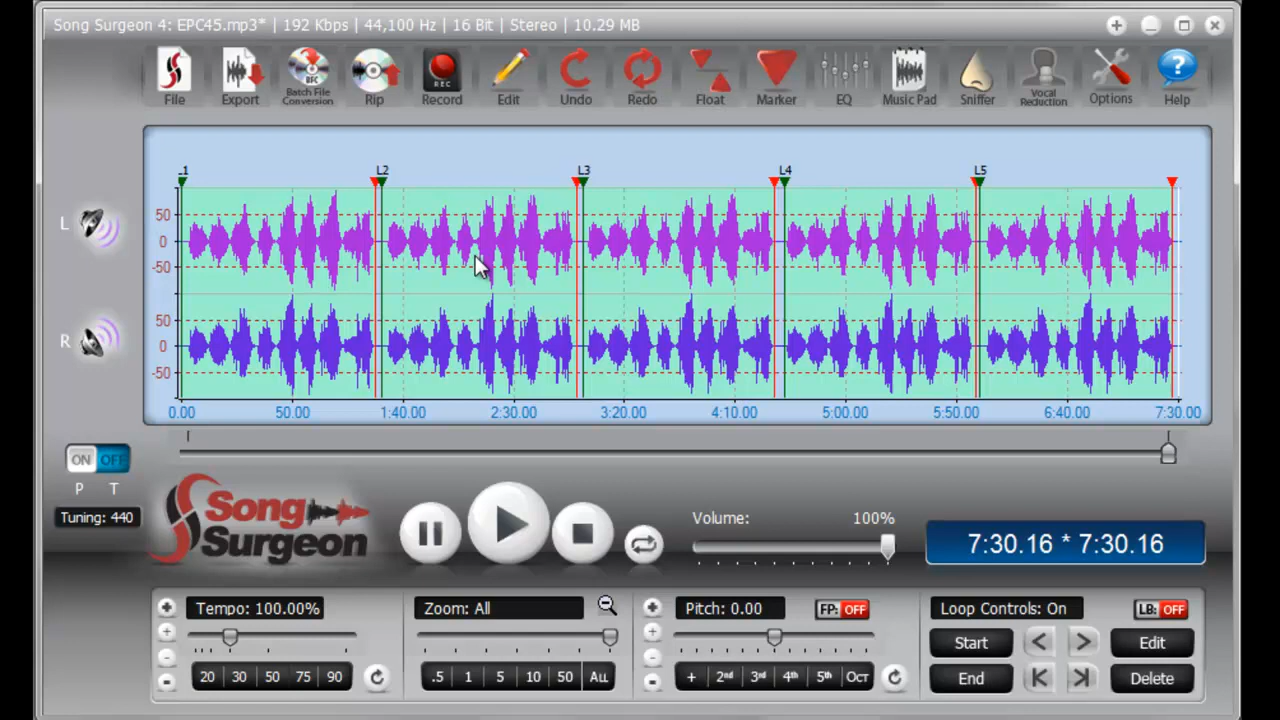 Song Surgeon 4: EPC45.mp3* | 192 Kbps | 44,100 Hz | 16 Bit | Stereo | 10.29 MB
File Export Batch File Conversion Rip Record Edit Undo Redo Float Marker EQ Music Pad Sniffer Vocal Reduction Options Help
BFC
REC
L1 L2 L3 L4 L5
L
50
0
-50
R
50
0
-50
0.00 50.00 1:40.00 2:30.00 3:20.00 4:10.00 5:00.00 5:50.00 6:40.00 7:30.00
ON OFF
P T
Tuning: 440
Song
Surgeon
Volume: 100%
7:30.16 * 7:30.16
Tempo: 100.00% Zoom: All Pitch: 0.00 FP: OFF Loop Controls: On LB: OFF
Start < > Edit
20 30 50 75 90 .5 1 5 10 50 ALL + 2nd 3rd 4th 5th Oct
End Delete